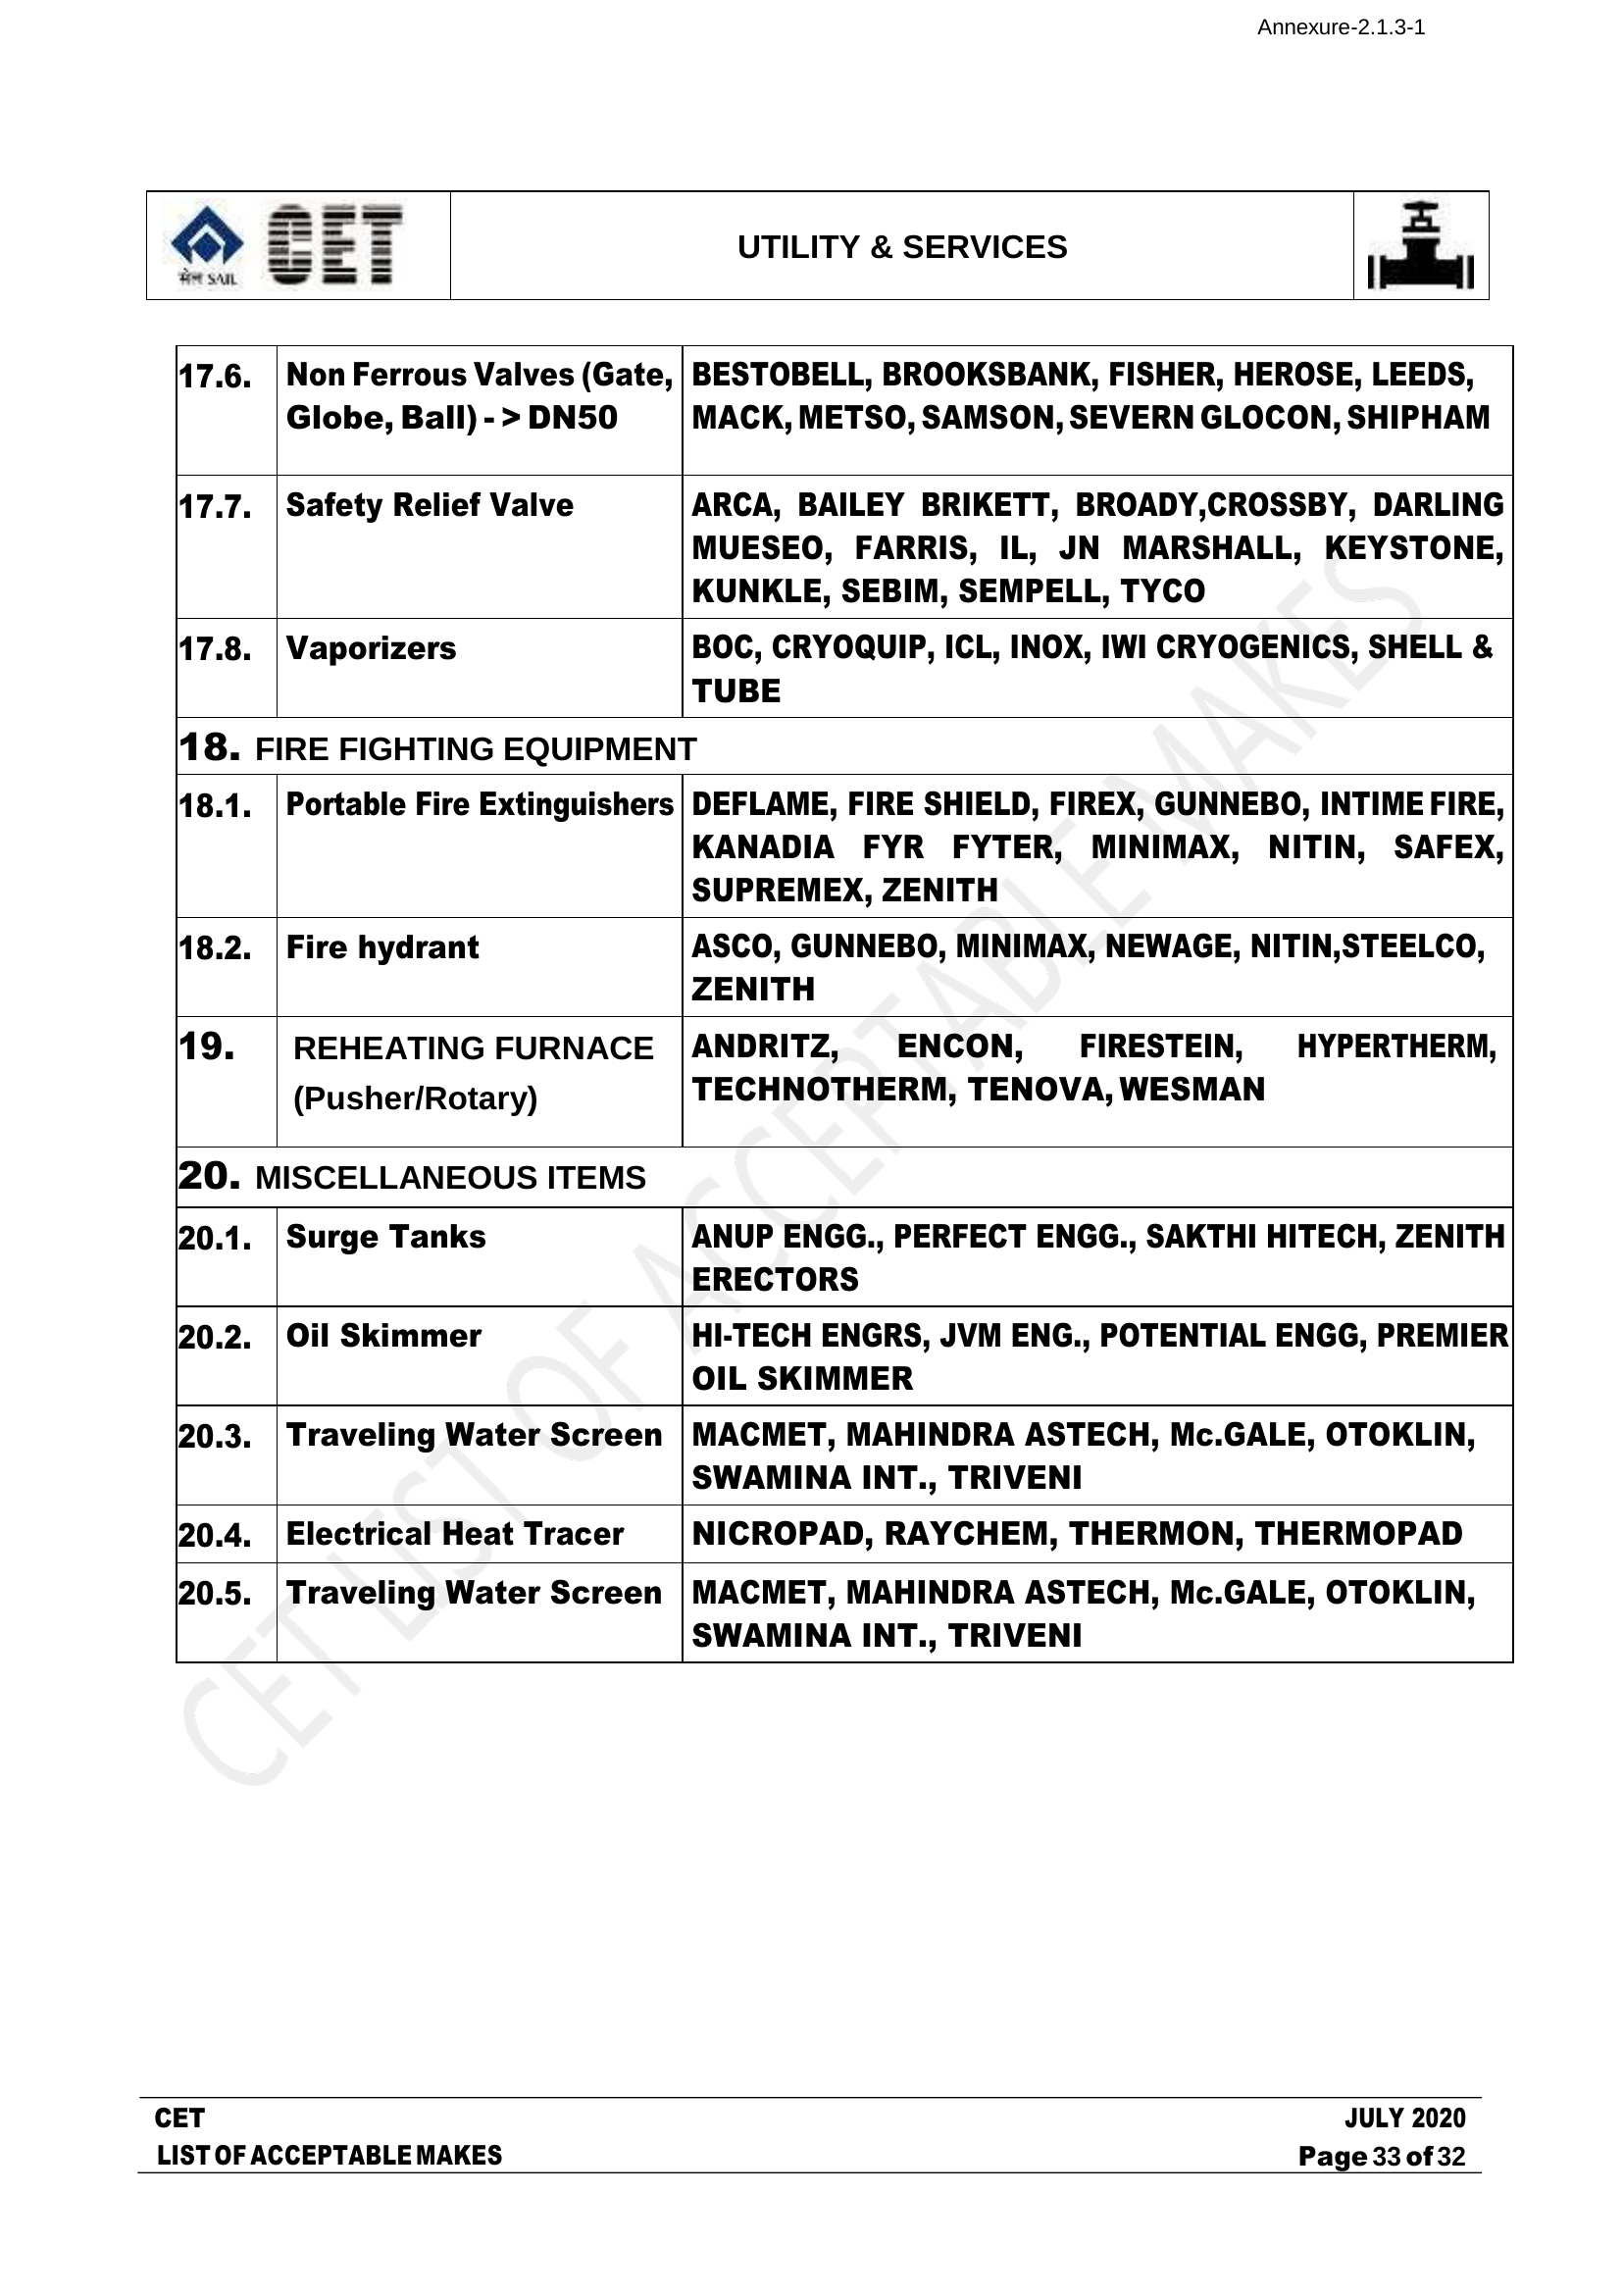 Annexure-2.1.3-1
सेल SAIL
CET
UTILITY & SERVICES
17.6. Non Ferrous Valves (Gate, BESTOBELL, BROOKSBANK, FISHER, HEROSE, LEEDS,
Globe, Ball) - > DN50 MACK, METSO, SAMSON, SEVERN GLOCON, SHIPHAM
17.7. Safety Relief Valve ARCA, BAILEY BRIKETT, BROADY,CROSSBY, DARLING
MUESEO, FARRIS, IL, JN MARSHALL, KEYSTONE,
KUNKLE, SEBIM, SEMPELL, TYCO
17.8. Vaporizers BOC, CRYOQUIP, ICL, INOX, IWI CRYOGENICS, SHELL &
TUBE
18. FIRE FIGHTING EQUIPMENT
18.1. Portable Fire Extinguishers DEFLAME, FIRE SHIELD, FIREX, GUNNEBO, INTIME FIRE,
KANADIA FYR FYTER, MINIMAX, NITIN, SAFEX,
SUPREMEX, ZENITH
18.2. Fire hydrant ASCO, GUNNEBO, MINIMAX, NEWAGE, NITIN,STEELCO,
ZENITH
19. REHEATING FURNACE ANDRITZ, ENCON, FIRESTEIN, HYPERTHERM,
(Pusher/Rotary) TECHNOTHERM, TENOVA, WESMAN
20. MISCELLANEOUS ITEMS
20.1. Surge Tanks ANUP ENGG., PERFECT ENGG., SAKTHI HITECH, ZENITH
ERECTORS
20.2. Oil Skimmer HI-TECH ENGRS, JVM ENG., POTENTIAL ENGG, PREMIER
OIL SKIMMER
20.3. Traveling Water Screen MACMET, MAHINDRA ASTECH, Mc.GALE, OTOKLIN,
SWAMINA INT., TRIVENI
20.4. Electrical Heat Tracer NICROPAD, RAYCHEM, THERMON, THERMOPAD
20.5. Traveling Water Screen MACMET, MAHINDRA ASTECH, Mc.GALE, OTOKLIN,
SWAMINA INT., TRIVENI
CET LIST OF ACCEPTABLE MAKES
CET JULY 2020
LIST OF ACCEPTABLE MAKES Page 33 of 32